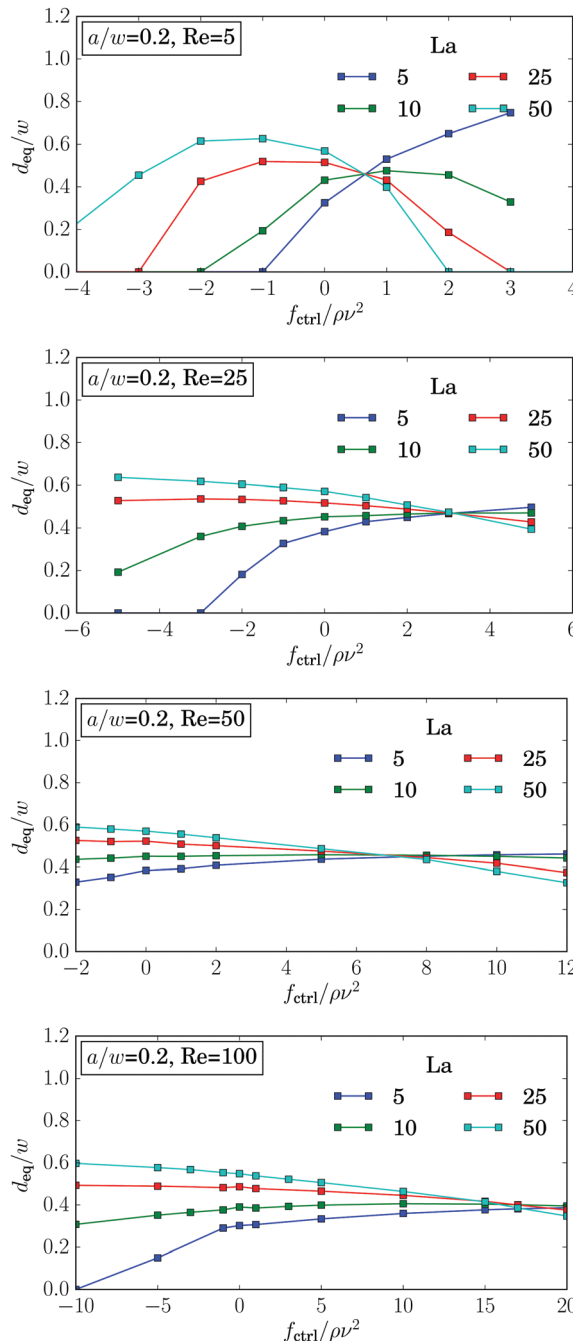 1.2
a/w=0.2, Re=5
La
1.0
5 25
0.8
10 50
0.6
0.4
0.2
0.0
d_eq/w
−4 −3 −2 −1 0 1 2 3 4
f_ctrl/ρν²
1.2
a/w=0.2, Re=25
La
1.0
5 25
0.8
10 50
0.6
0.4
0.2
0.0
d_eq/w
−6 −4 −2 0 2 4 6
f_ctrl/ρν²
1.2
a/w=0.2, Re=50
La
1.0
5 25
0.8
10 50
0.6
0.4
0.2
0.0
d_eq/w
−2 0 2 4 6 8 10 12
f_ctrl/ρν²
1.2
a/w=0.2, Re=100
La
1.0
5 25
0.8
10 50
0.6
0.4
0.2
0.0
d_eq/w
−10 −5 0 5 10 15 20
f_ctrl/ρν²